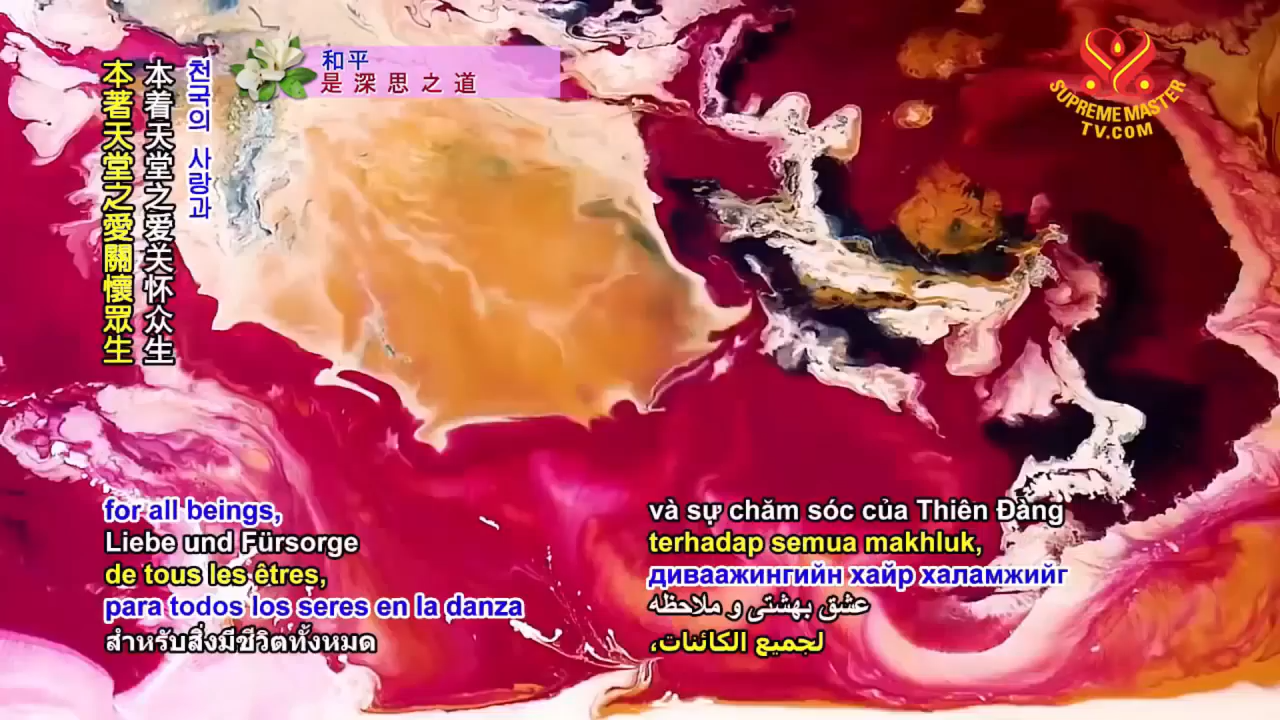 和平
是深思之道
SUPREME MASTER
TV.COM
천국의 사랑과
本着天堂之爱关怀众生
本著天堂之愛關懷眾生
for all beings,
Liebe und Fürsorge
de tous les êtres,
para todos los seres en la danza
สำหรับสิ่งมีชีวิตทั้งหมด
và sự chăm sóc của Thiên Đàng
terhadap semua makhluk,
диваажингийн хайр халамжийг
عشق بهشتی و ملاحظه
لجميع الكائنات،